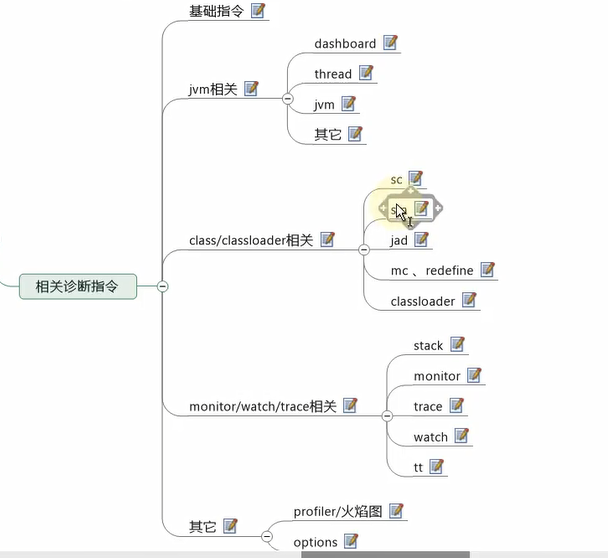 基础指令
dashboard
thread
jvm相关
jvm
其它
sc
class/classloader相关
jad
mc 、redefine
classloader
相关诊断指令
stack
monitor
monitor/watch/trace相关
trace
watch
tt
其它
profiler/火焰图
options